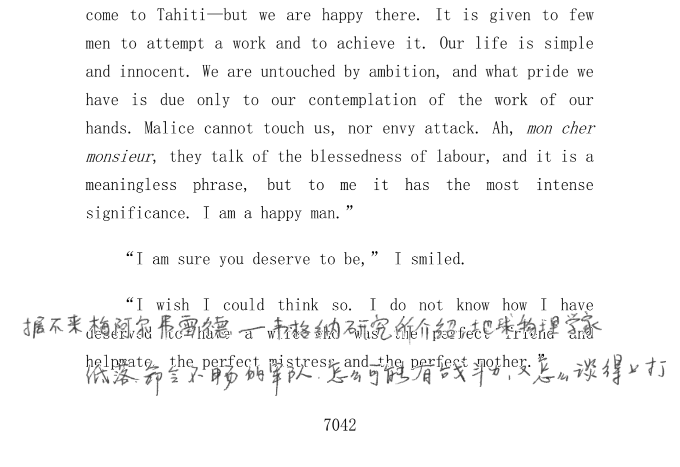 come to Tahiti—but we are happy there. It is given to few
men to attempt a work and to achieve it. Our life is simple
and innocent. We are untouched by ambition, and what pride we
have is due only to our contemplation of the work of our
hands. Malice cannot touch us, nor envy attack. Ah, mon cher
monsieur, they talk of the blessedness of labour, and it is a
meaningless phrase, but to me it has the most intense
significance. I am a happy man.”
“I am sure you deserve to be,” I smiled.
“I wish I could think so. I do not know how I have
据不来梅阿尔弗雷德—韦格纳研究所介绍,地球物理学家
deserved to have a wife who was the perfect friend and
helpmate, the perfect mistress and the perfect mother.”
低落、命令不畅的军队,怎么可能有战斗力,又怎么谈得上打
7042